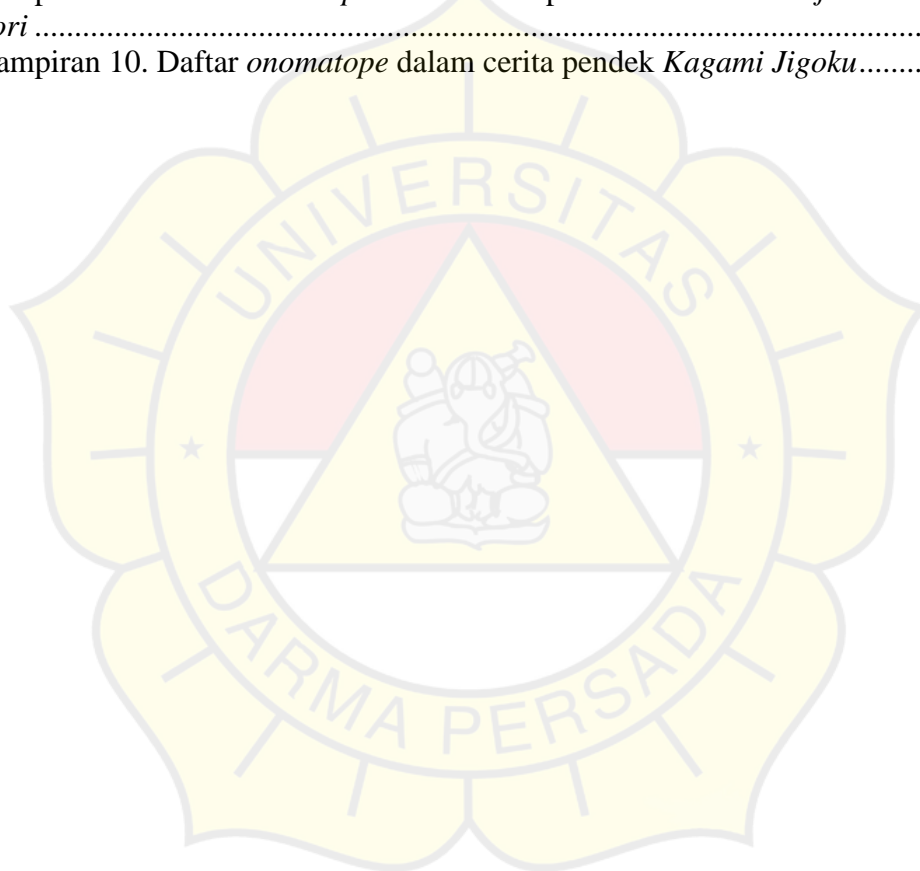 ori ........................................................................................................................
ampiran 10. Daftar onomatope dalam cerita pendek Kagami Jigoku........
UNIVERSITAS
DARMA PERSADA